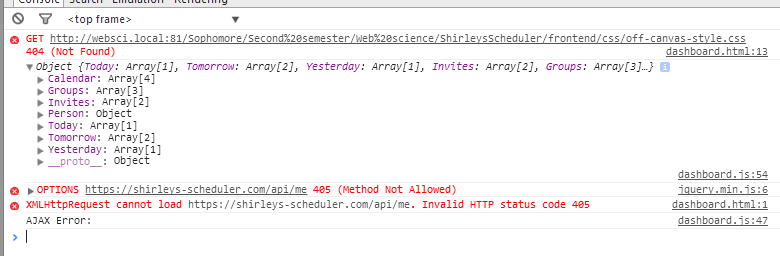 Console Search Emulation Rendering
<top frame>
GET http://websci.local:81/Sophomore/Second%20semester/Web%20science/ShirleysScheduler/frontend/css/off-canvas-style.css
404 (Not Found) dashboard.html:13
Object {Today: Array[1], Tomorrow: Array[2], Yesterday: Array[1], Invites: Array[2], Groups: Array[3]…}
Calendar: Array[4]
Groups: Array[3]
Invites: Array[2]
Person: Object
Today: Array[1]
Tomorrow: Array[2]
Yesterday: Array[1]
__proto__: Object
dashboard.js:54
OPTIONS https://shirleys-scheduler.com/api/me 405 (Method Not Allowed) jquery.min.js:6
XMLHttpRequest cannot load https://shirleys-scheduler.com/api/me. Invalid HTTP status code 405 dashboard.html:1
AJAX Error: dashboard.js:47